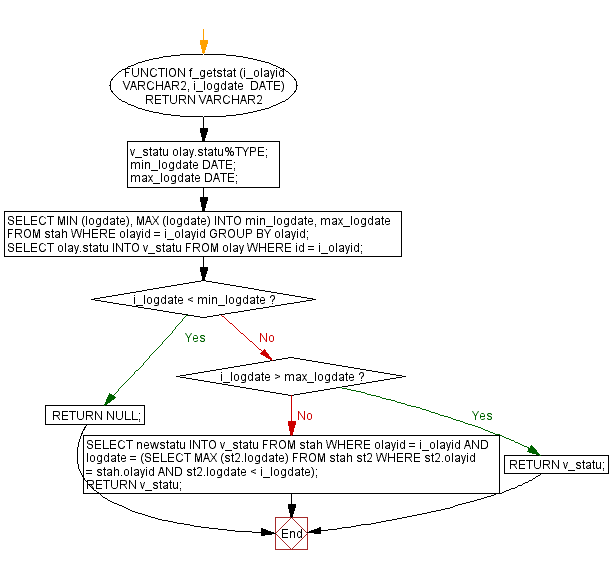 FUNCTION f_getstat (i_olayid
VARCHAR2, i_logdate  DATE)
RETURN VARCHAR2
v_statu olay.statu%TYPE;
min_logdate DATE;
max_logdate DATE;
SELECT MIN (logdate), MAX (logdate) INTO min_logdate, max_logdate
FROM stah WHERE olayid = i_olayid GROUP BY olayid;
SELECT olay.statu INTO v_statu FROM olay WHERE id = i_olayid;
i_logdate < min_logdate ?
Yes
No
i_logdate > max_logdate ?
RETURN NULL;
No
Yes
SELECT newstatu INTO v_statu FROM stah WHERE olayid = i_olayid AND
logdate = (SELECT MAX (st2.logdate) FROM stah st2 WHERE st2.olayid
= stah.olayid AND st2.logdate < i_logdate);
RETURN v_statu;
RETURN v_statu;
End